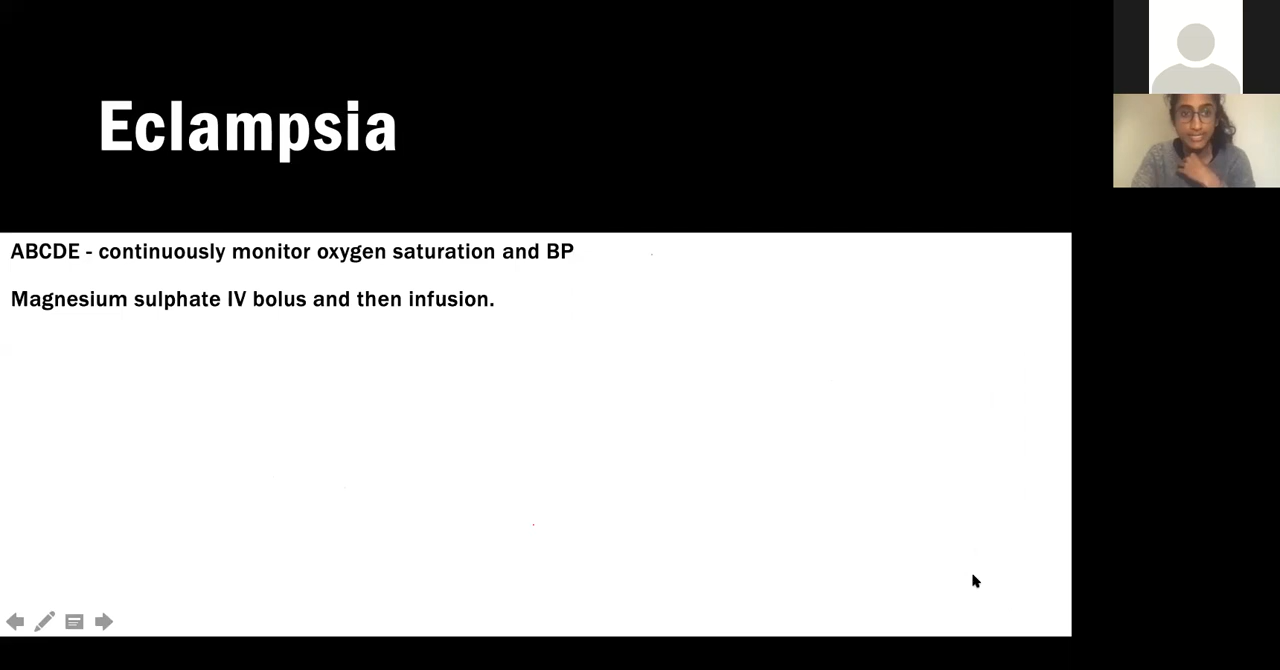 Eclampsia
ABCDE - continuously monitor oxygen saturation and BP
Magnesium sulphate IV bolus and then infusion.